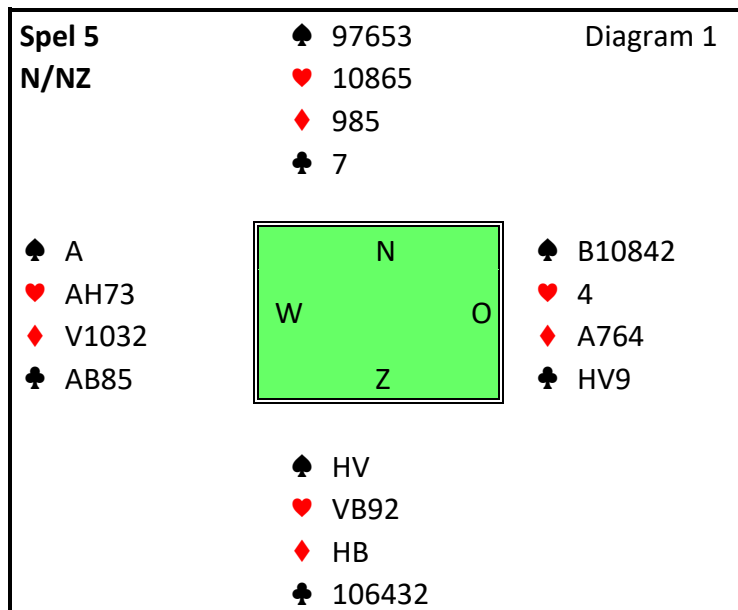 Spel 5 ♠ 97653 Diagram 1
N/NZ ♥ 10865
♦ 985
♣ 7
♠ A N ♠ B10842
♥ AH73 ♥ 4
W O
♦ V1032 ♦ A764
♣ AB85 Z ♣ HV9
♠ HV
♥ VB92
♦ HB
♣ 106432